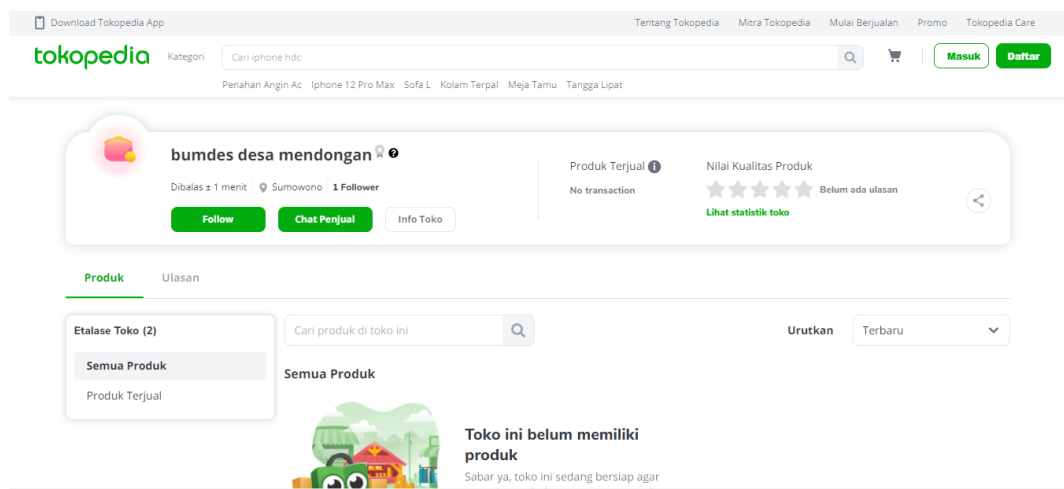 Download Tokopedia App
Tentang Tokopedia Mitra Tokopedia Mulai Berjualan Promo Tokopedia Care
tokopedia Kategori Cari iphone hdc Masuk Daftar
Penahan Angin Ac Iphone 12 Pro Max Sofa L Kolam Terpal Meja Tamu Tangga Lipat
bumdes desa mendongan
Dibalas ± 1 menit Sumowono 1 Follower
Follow Chat Penjual Info Toko
Produk Terjual
No transaction
Nilai Kualitas Produk
Belum ada ulasan
Lihat statistik toko
Produk Ulasan
Etalase Toko (2)
Semua Produk
Produk Terjual
Cari produk di toko ini
Urutkan Terbaru
Semua Produk
Toko ini belum memiliki
produk
Sabar ya, toko ini sedang bersiap agar